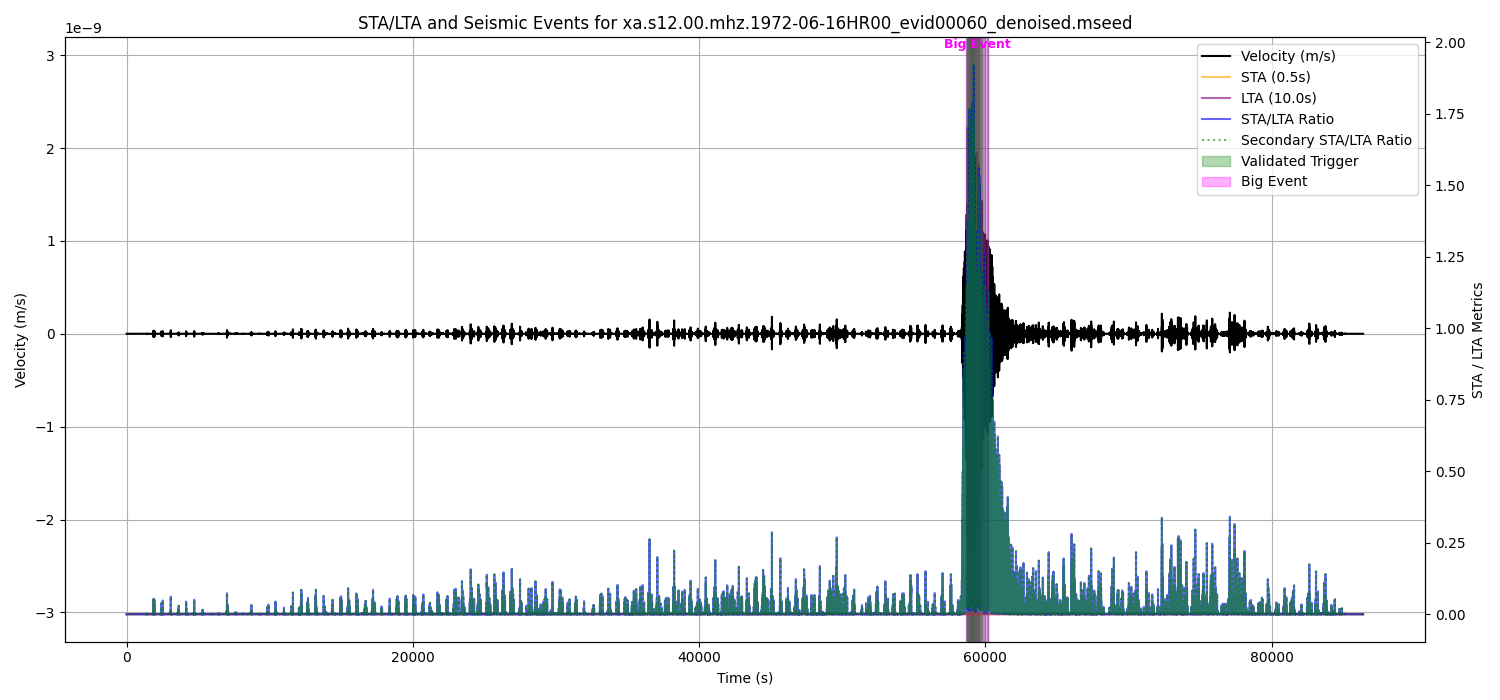 STA/LTA and Seismic Events for xa.s12.00.mhz.1972-06-16HR00_evid00060_denoised.mseed
1e−9
Big Event
Velocity (m/s)
STA (0.5s)
LTA (10.0s)
STA/LTA Ratio
Secondary STA/LTA Ratio
Validated Trigger
Big Event
3
2
1
0
−1
−2
−3
Velocity (m/s)
2.00
1.75
1.50
1.25
1.00
0.75
0.50
0.25
0.00
STA / LTA Metrics
0 20000 40000 60000 80000
Time (s)